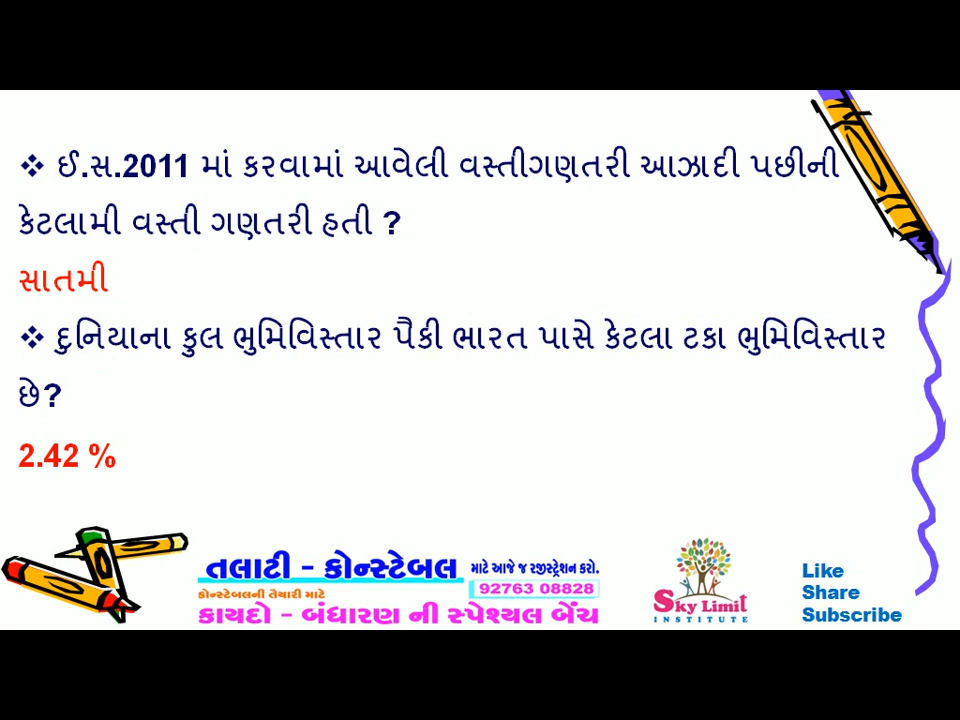 ❖ ઈ.સ.2011 માં કરવામાં આવેલી વસ્તીગણતરી આઝાદી પછીની
કેટલામી વસ્તી ગણતરી હતી ?
સાતમી
❖ દુનિયાના કુલ ભુમિવિસ્તાર પૈકી ભારત પાસે કેટલા ટકા ભુમિવિસ્તાર
છે?
2.42 %
તલાટી - કોન્સ્ટેબલ માટે આજે જ રજીસ્ટ્રેશન કરો.
92763 08828
કોન્સ્ટેબલની તૈયારી માટે
કાયદો - બંધારણ ની સ્પેશ્યલ બેંચ
Sky Limit
INSTITUTE
Like
Share
Subscribe